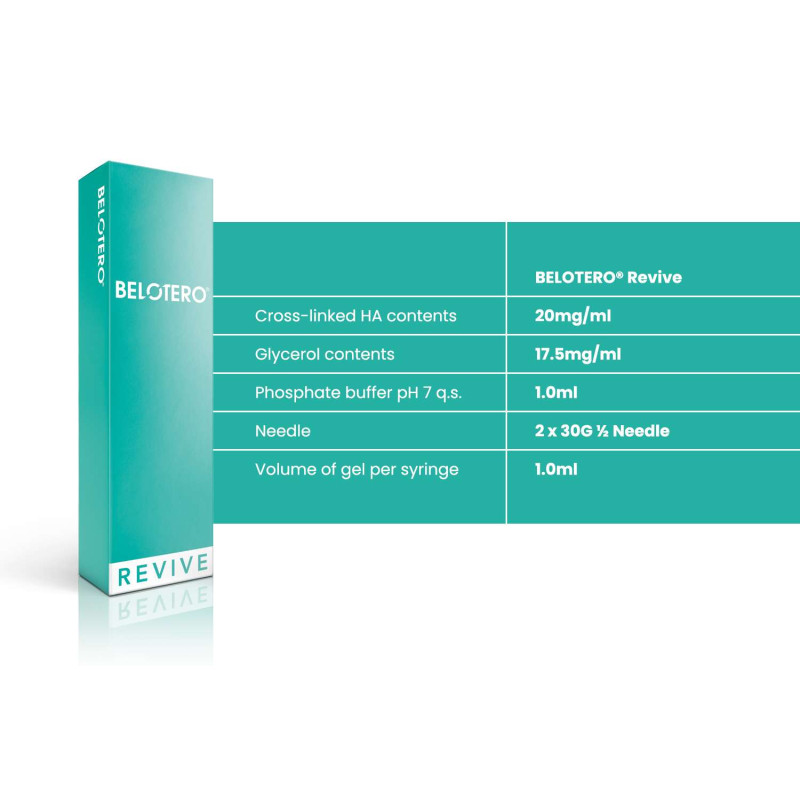 BELOTERO®
BELOTERO®
REVIVE
BELOTERO® Revive
Cross-linked HA contents 20mg/ml
Glycerol contents 17.5mg/ml
Phosphate buffer pH 7 q.s. 1.0ml
Needle 2 x 30G ½ Needle
Volume of gel per syringe 1.0ml